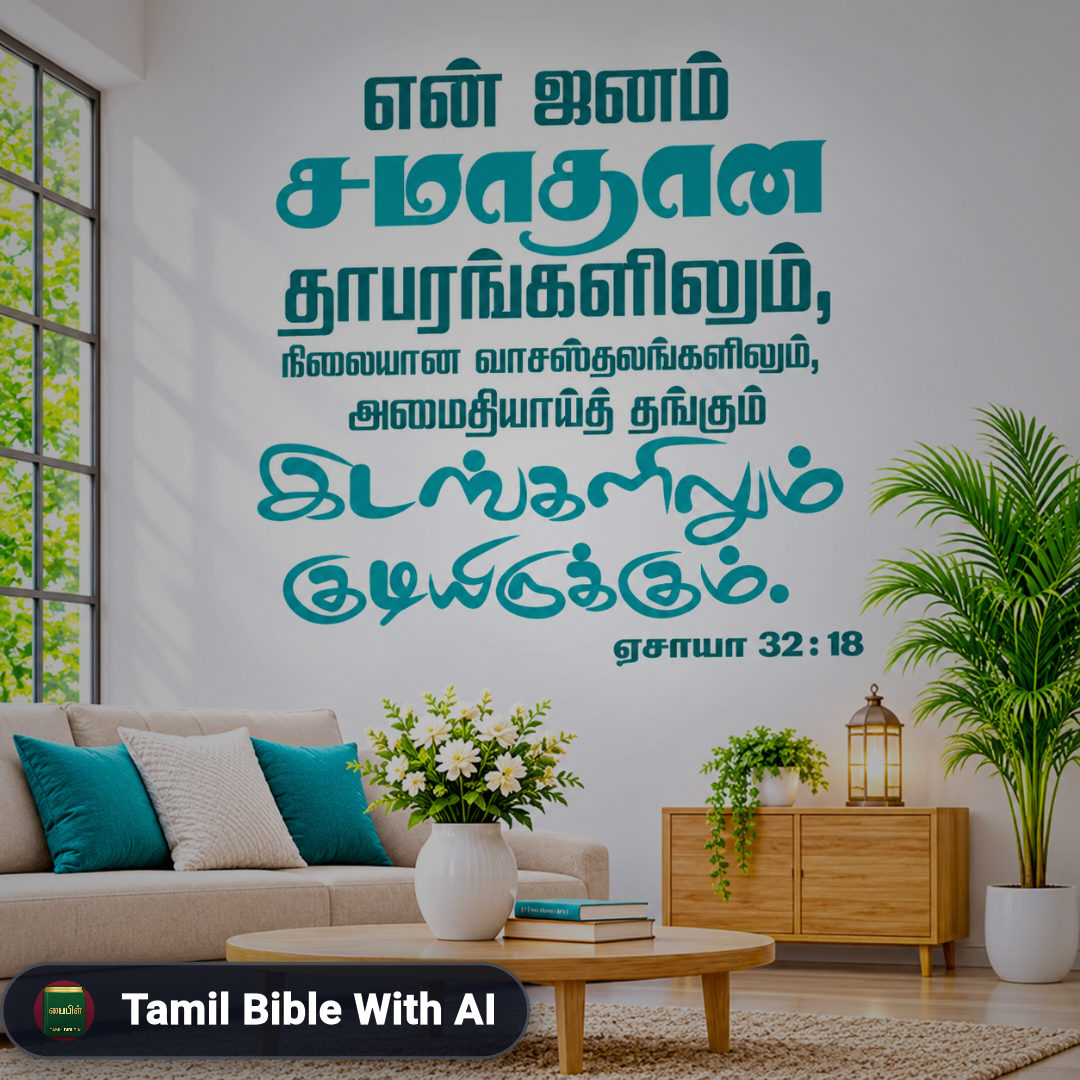 என் ஜனம்
சமாதான
தாபரங்களிலும்,
நிலையான வாசஸ்தலங்களிலும்,
அமைதியாய்த் தங்கும்
இடங்களிலும்
குடியிருக்கும்.
ஏசாயா 32:18
பைபிள்
Tamil Bible With AI